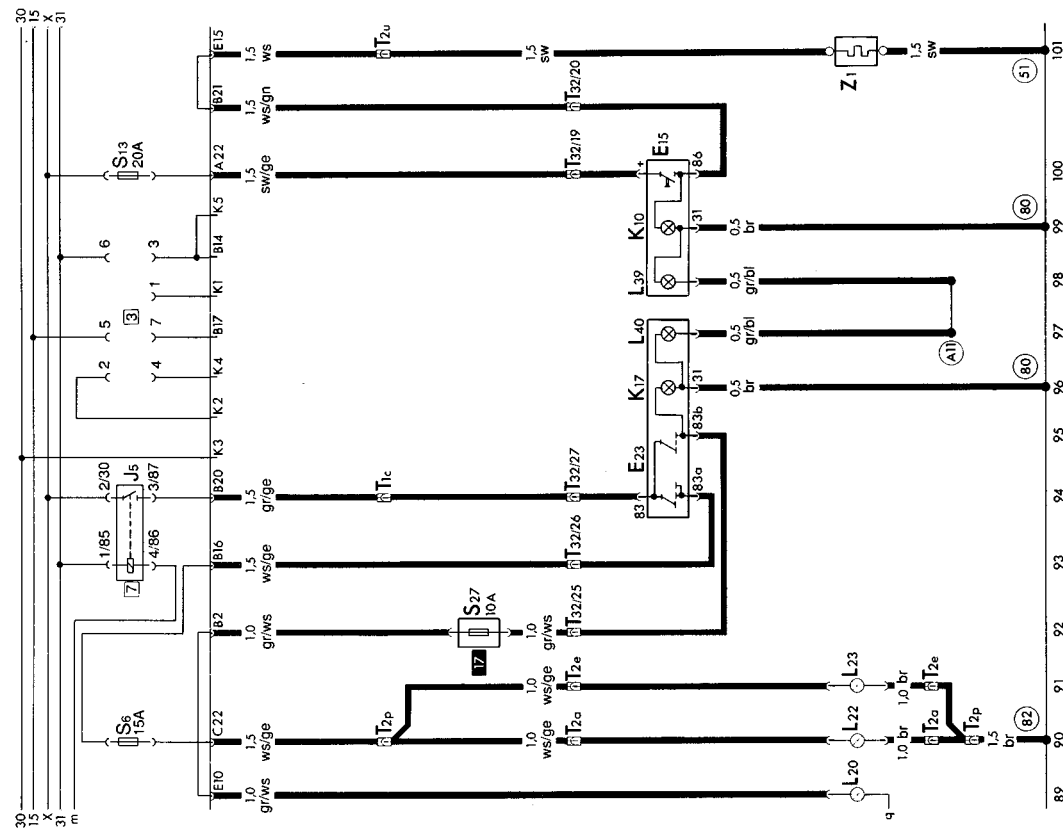 30
15
X
31
30
15
X
31
m
S13
20A
6
3
1
3
5
7
2
4
J5
2/30
3/87
1/85
4/86
7
S6
15A
E15
B21
A22
K5
B14
K1
B17
K4
K2
K3
B20
B16
B2
C22
E10
1,5
ws
1,5
ws/gn
1,5
sw/ge
1,5
gr/ge
1,5
ws/ge
1,0
gr/ws
1,5
ws/ge
1,0
gr/ws
T2u
T1c
T2p
S27
10A
17
1,5
sw
T32/20
T32/19
T32/27
T32/26
1,0
gr/ws
T32/25
1,0
ws/ge
T2e
1,0
ws/ge
T2a
E15
+
86
K10
31
L39
L40
K17
31
E23
83b
83a
83
0,5
br
0,5
gr/bl
0,5
gr/bl
0,5
br
Z1
1,5
sw
L23
L22
L20
1,0 br
T2e
1,0 br
T2a
T2p
1,5
br
q
A11
51
80
80
82
101
100
99
98
97
96
95
94
93
92
91
90
89